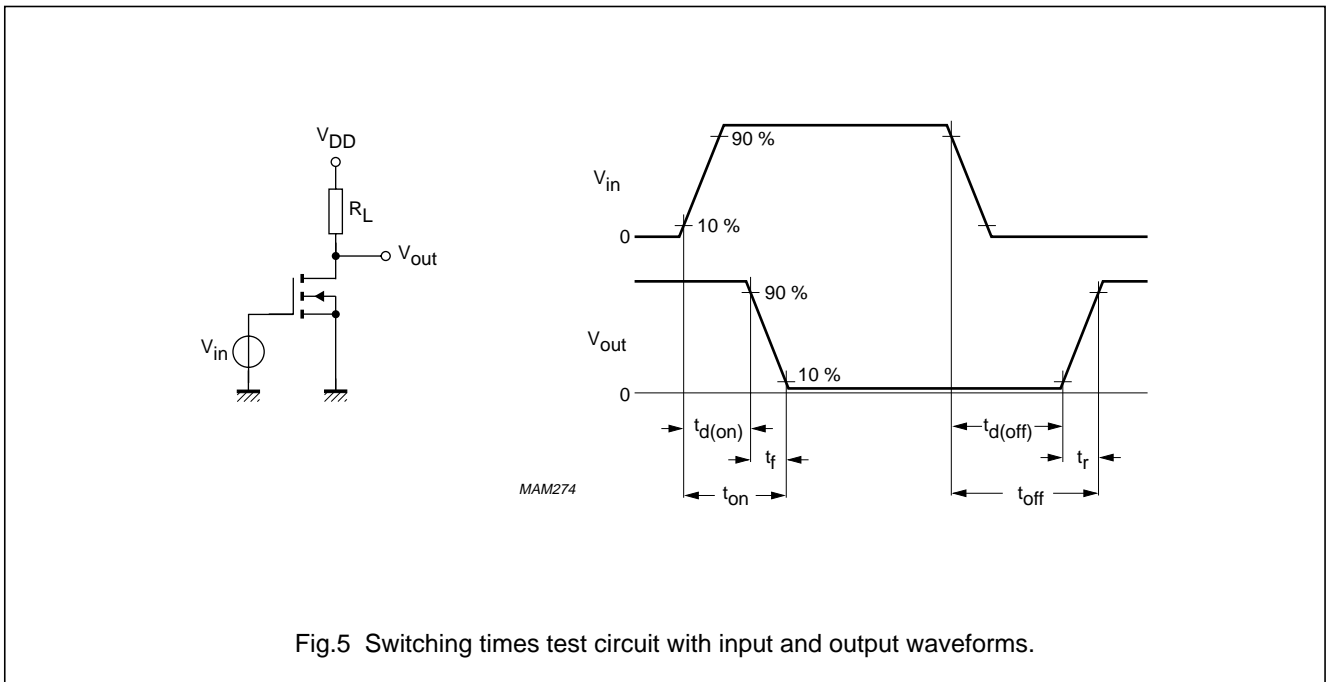 V_DD
R_L
V_out
V_in
V_in
90 %
10 %
0
90 %
V_out
10 %
0
t_d(on)
t_f
t_on
t_d(off)
t_r
t_off
MAM274
Fig.5 Switching times test circuit with input and output waveforms.